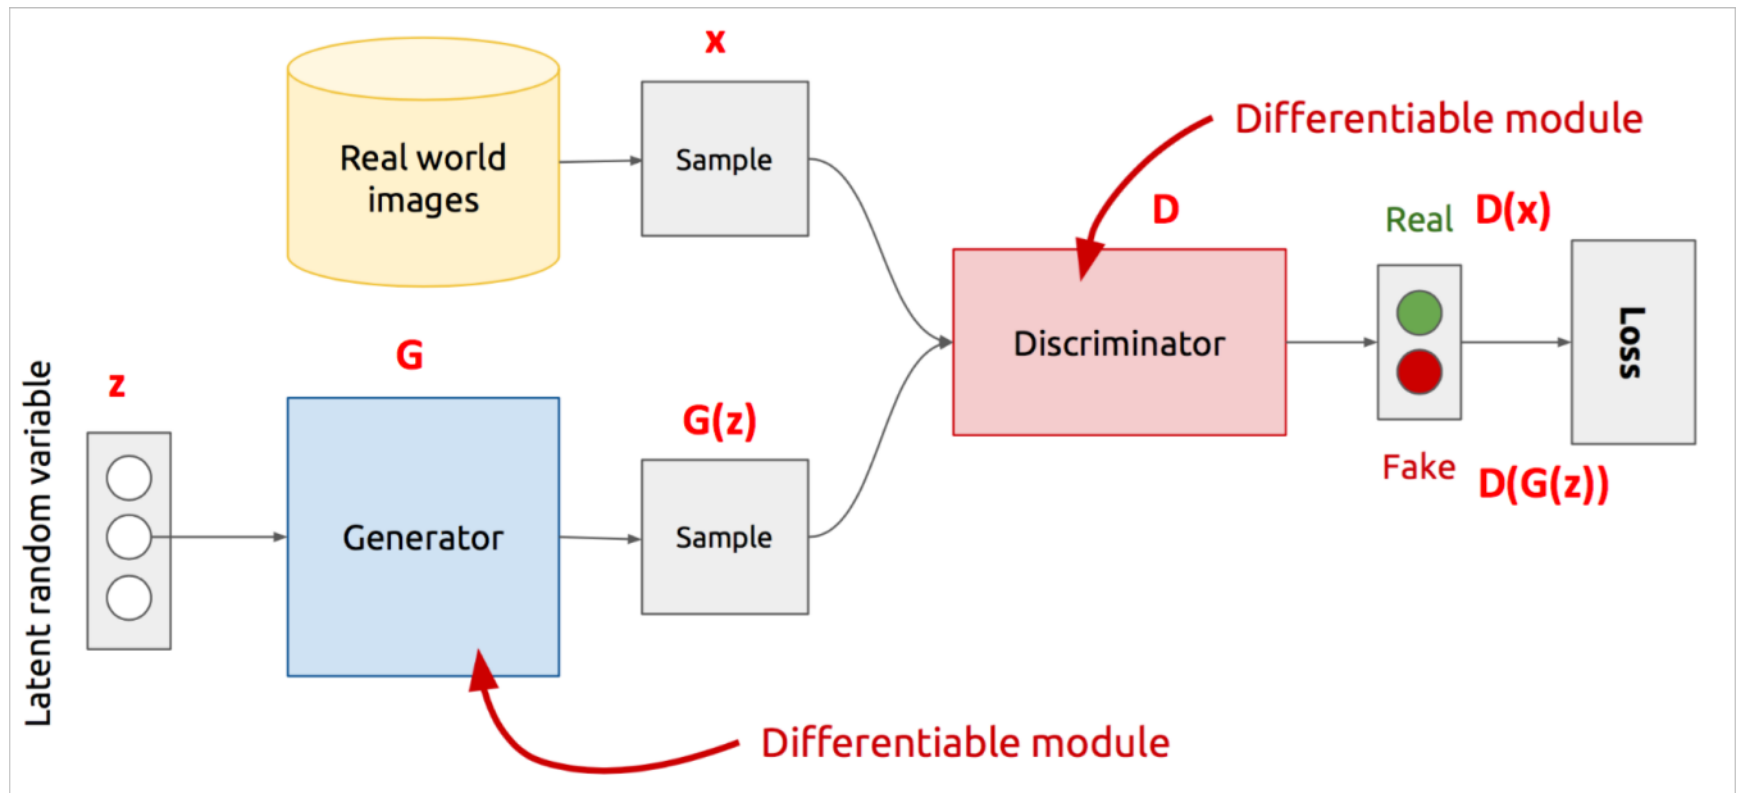 x
Real world
images
Sample
Differentiable module
D
Real
D(x)
Discriminator
Loss
Fake
D(G(z))
Latent random variable
z
G
Generator
G(z)
Sample
Differentiable module